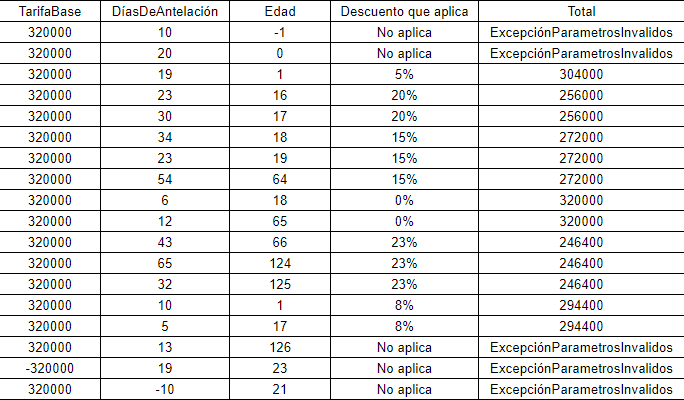 TarifaBase DíasDeAntelación Edad Descuento que aplica Total
320000 10 -1 No aplica ExcepciónParametrosInvalidos
320000 20 0 No aplica ExcepciónParametrosInvalidos
320000 19 1 5% 304000
320000 23 16 20% 256000
320000 30 17 20% 256000
320000 34 18 15% 272000
320000 23 19 15% 272000
320000 54 64 15% 272000
320000 6 18 0% 320000
320000 12 65 0% 320000
320000 43 66 23% 246400
320000 65 124 23% 246400
320000 32 125 23% 246400
320000 10 1 8% 294400
320000 5 17 8% 294400
320000 13 126 No aplica ExcepciónParametrosInvalidos
-320000 19 23 No aplica ExcepciónParametrosInvalidos
320000 -10 21 No aplica ExcepciónParametrosInvalidos